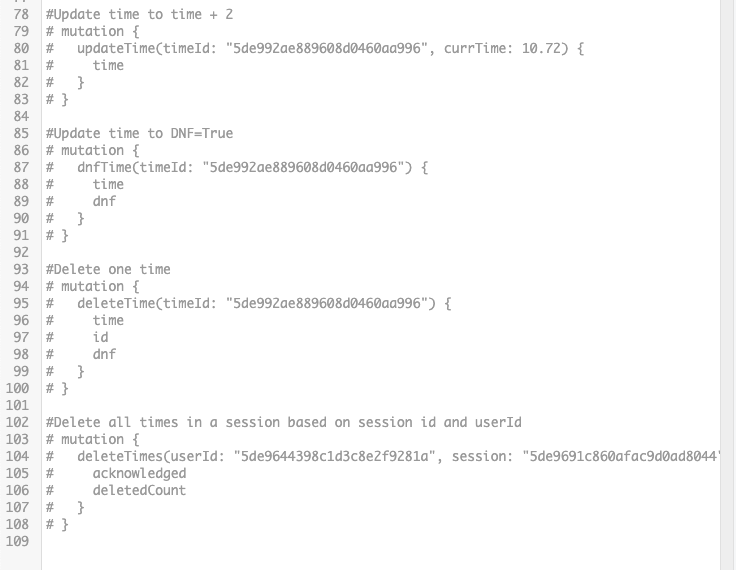 78 #Update time to time + 2
79 # mutation {
80 #   updateTime(timeId: "5de992ae889608d0460aa996", currTime: 10.72) {
81 #     time
82 #   }
83 # }
84
85 #Update time to DNF=True
86 # mutation {
87 #   dnfTime(timeId: "5de992ae889608d0460aa996") {
88 #     time
89 #     dnf
90 #   }
91 # }
92
93 #Delete one time
94 # mutation {
95 #   deleteTime(timeId: "5de992ae889608d0460aa996") {
96 #     time
97 #     id
98 #     dnf
99 #   }
100 # }
101
102 #Delete all times in a session based on session id and userId
103 # mutation {
104 #   deleteTimes(userId: "5de9644398c1d3c8e2f9281a", session: "5de9691c860afac9d0ad8044"
105 #     acknowledged
106 #     deletedCount
107 #   }
108 # }
109